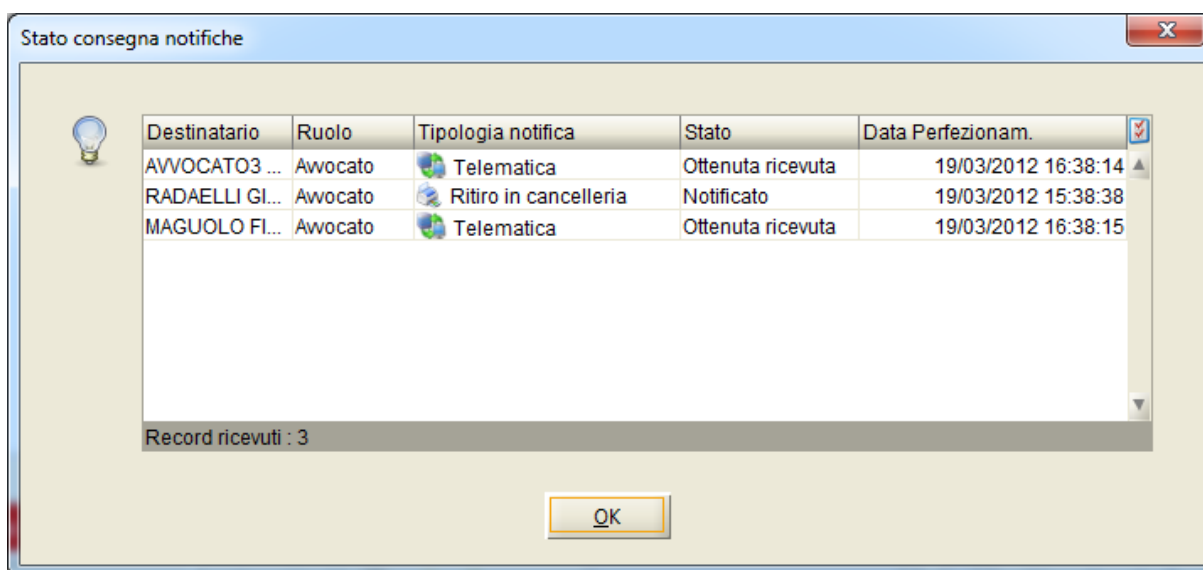 Stato consegna notifiche
Destinatario Ruolo Tipologia notifica Stato Data Perfezionam.
AVVOCATO3 ... Avvocato Telematica Ottenuta ricevuta 19/03/2012 16:38:14
RADAELLI GI... Avvocato Ritiro in cancelleria Notificato 19/03/2012 15:38:38
MAGUOLO FI... Avvocato Telematica Ottenuta ricevuta 19/03/2012 16:38:15
Record ricevuti : 3
OK